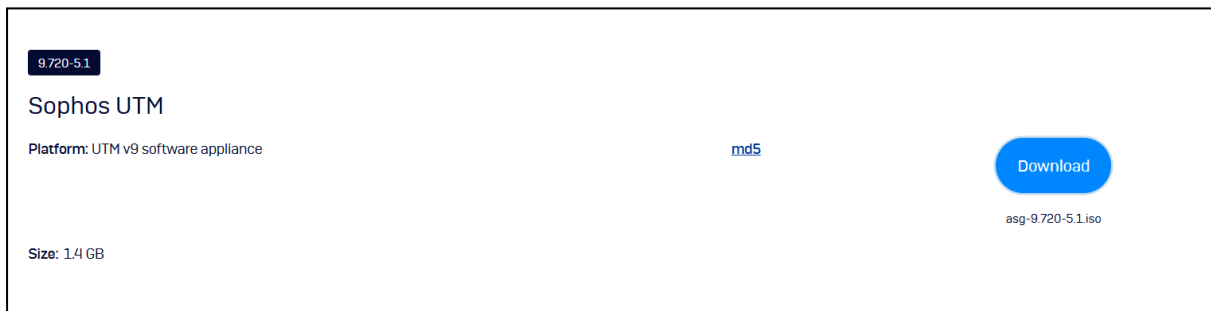 9.720-5.1
Sophos UTM
Platform: UTM v9 software appliance
md5
Download
asg-9.720-5.1.iso
Size: 1.4 GB